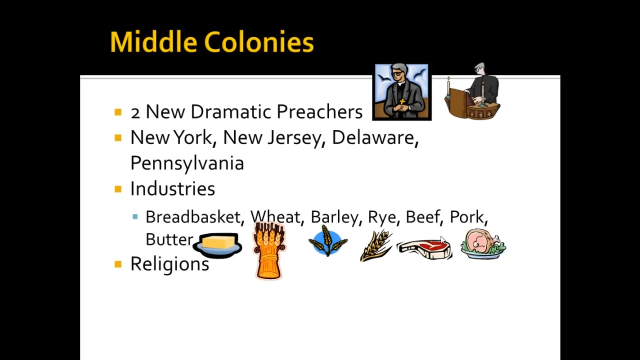 Middle Colonies
2 New Dramatic Preachers
New York, New Jersey, Delaware,
Pennsylvania
Industries
Breadbasket, Wheat, Barley, Rye, Beef, Pork,
Butter
Religions